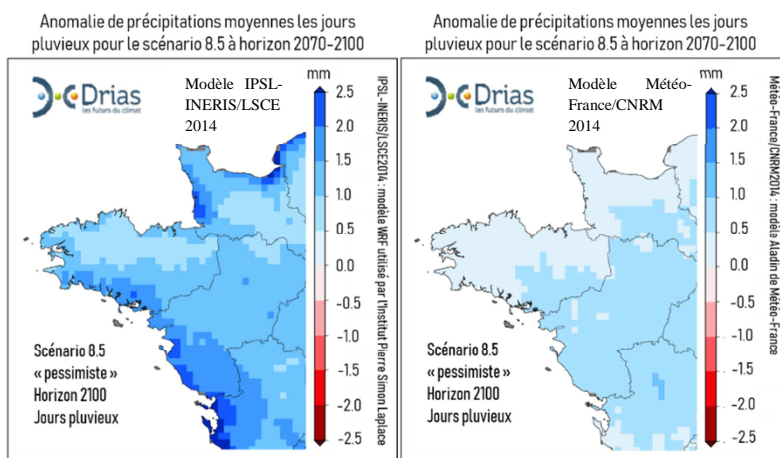 Anomalie de précipitations moyennes les jours
pluvieux pour le scénario 8.5 à horizon 2070-2100
mm
Drias
les futurs du climat
Modèle IPSL-
INERIS/LSCE
2014
2.5
2.0
1.5
1.0
0.5
0.0
-0.5
-1.0
-1.5
-2.0
-2.5
IPSL-INERIS/LSCE2014 : modèle WRF utilisé par l'Institut Pierre Simon Laplace
Scénario 8.5
« pessimiste »
Horizon 2100
Jours pluvieux
Anomalie de précipitations moyennes les jours
pluvieux pour le scénario 8.5 à horizon 2070-2100
mm
Drias
les futurs du climat
Modèle Météo-
France/CNRM
2014
2.5
2.0
1.5
1.0
0.5
0.0
-0.5
-1.0
-1.5
-2.0
-2.5
Météo-France/CNRM2014 : modèle Aladin de Météo-France
Scénario 8.5
« pessimiste »
Horizon 2100
Jours pluvieux